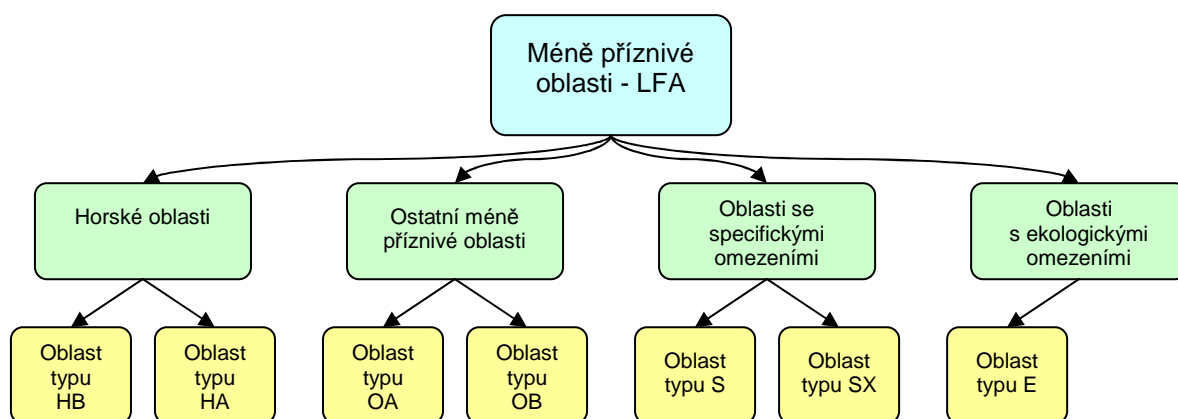 Méně příznivé
oblasti - LFA
Horské oblasti
Ostatní méně
příznivé oblasti
Oblasti se
specifickými
omezeními
Oblasti
s ekologickými
omezeními
Oblast
typu
HB
Oblast
typu
HA
Oblast
typu
OA
Oblast
typu
OB
Oblast
typu S
Oblast
typu SX
Oblast
typu E